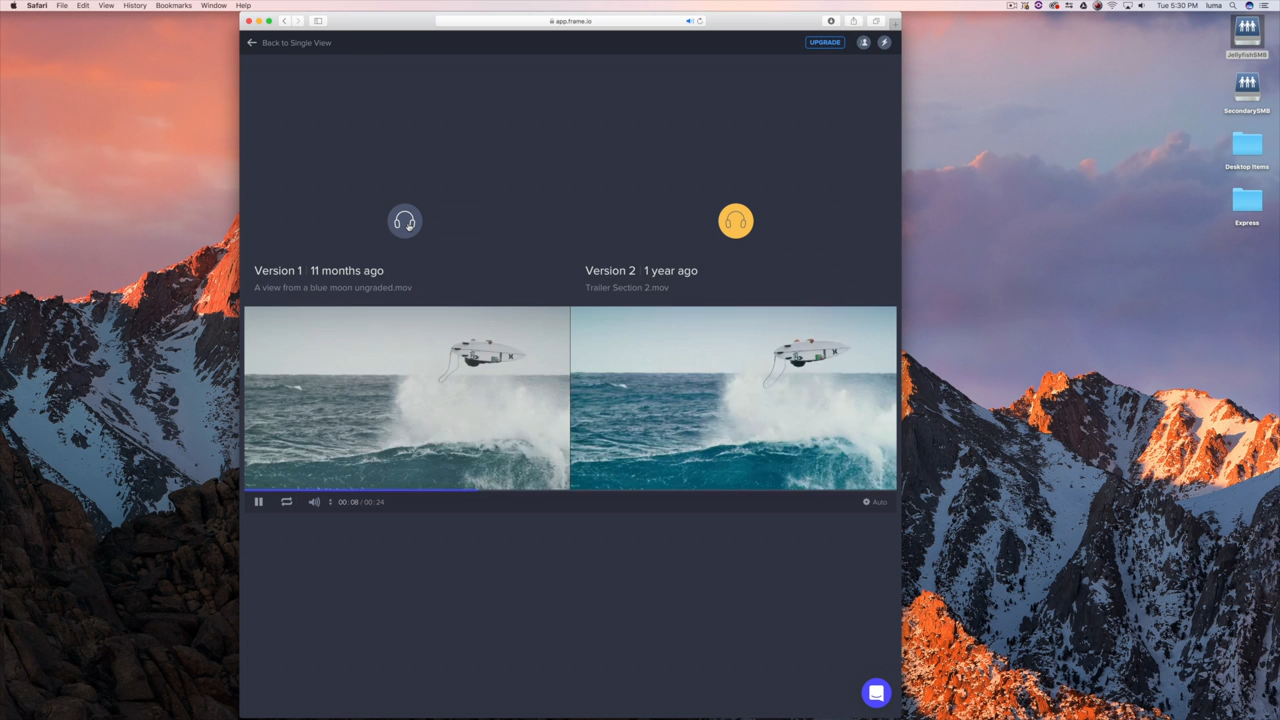 Safari File Edit View History Bookmarks Window Help
Tue 5:30 PM luma
app.frame.io
Back to Single View
UPGRADE
JellyfishSMB
SecondarySMB
Desktop Items
Express
Version 1 | 11 months ago
A view from a blue moon ungraded.mov
Version 2 | 1 year ago
Trailer Section 2.mov
00:08 / 00:24
Auto